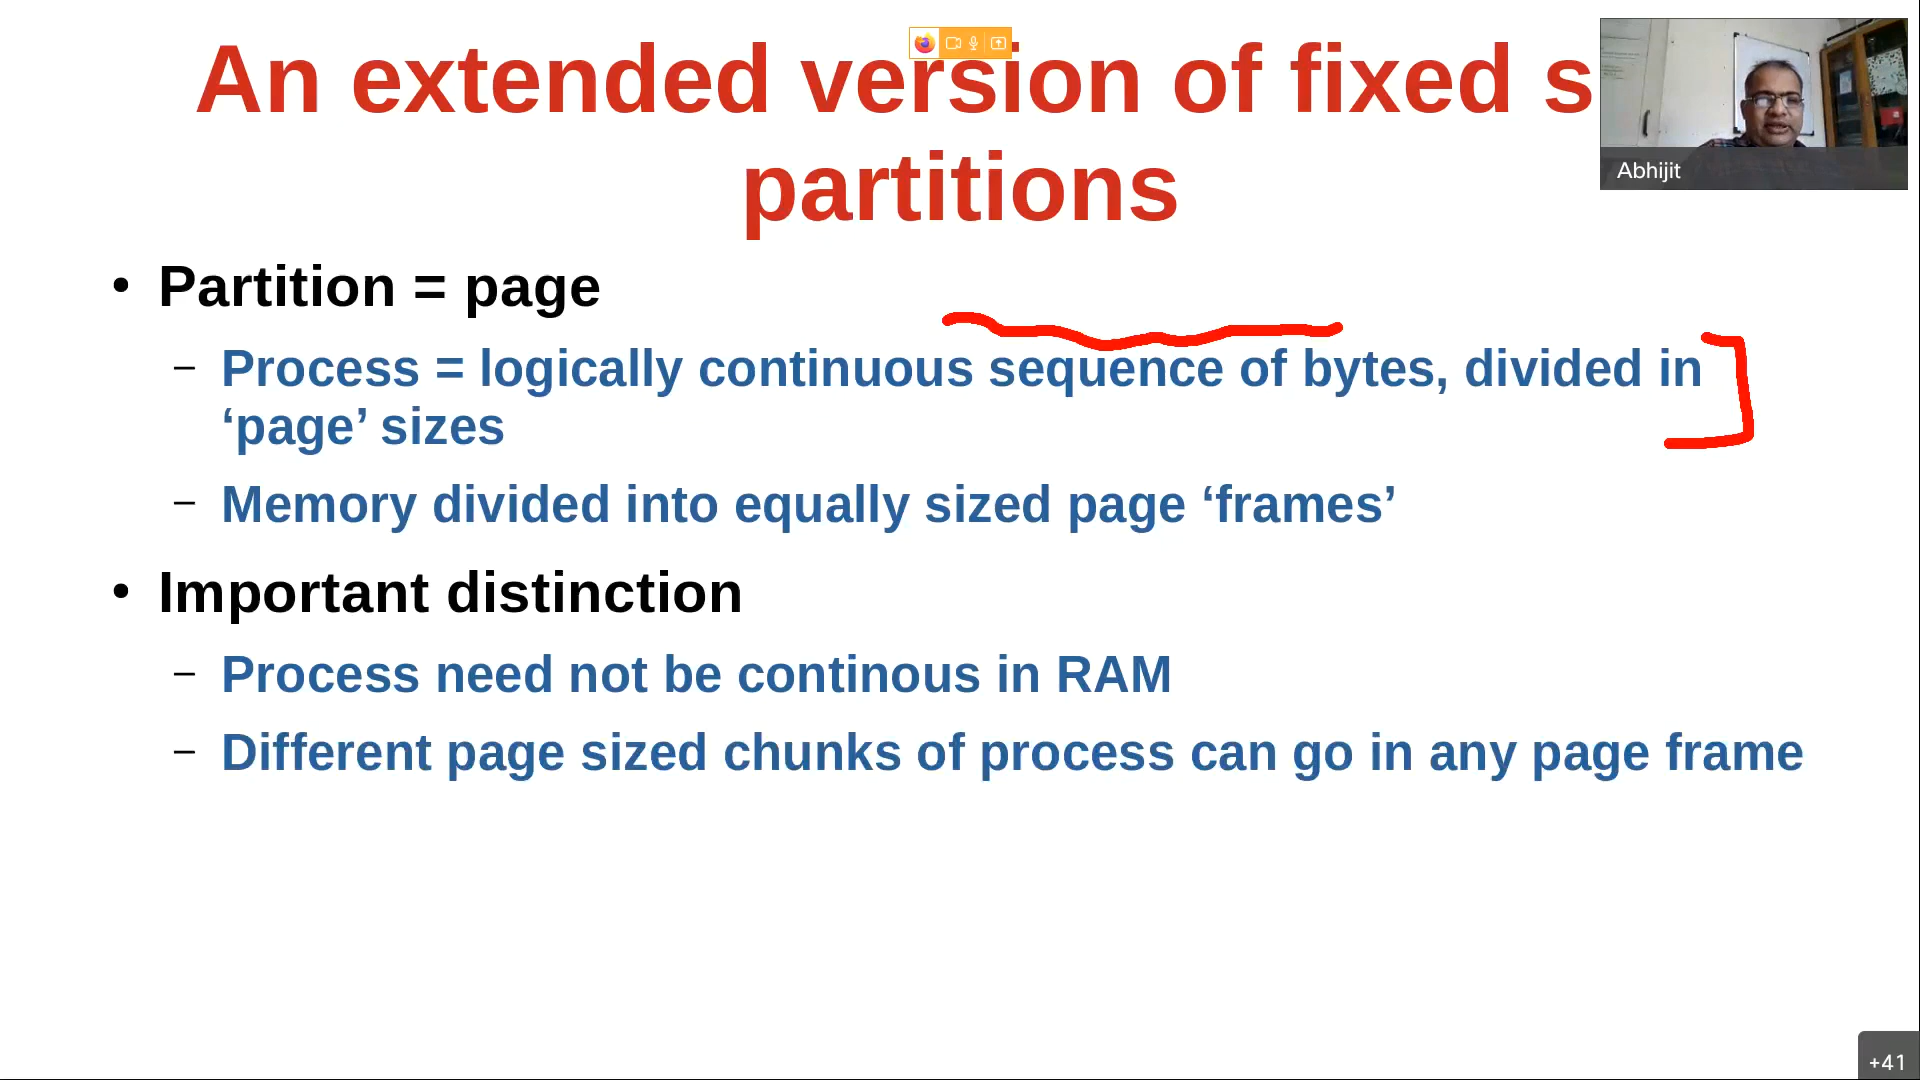 An extended version of fixed s
partitions
Abhijit
• Partition = page
– Process = logically continuous sequence of bytes, divided in
‘page’ sizes
– Memory divided into equally sized page ‘frames’
• Important distinction
– Process need not be continous in RAM
– Different page sized chunks of process can go in any page frame
+41